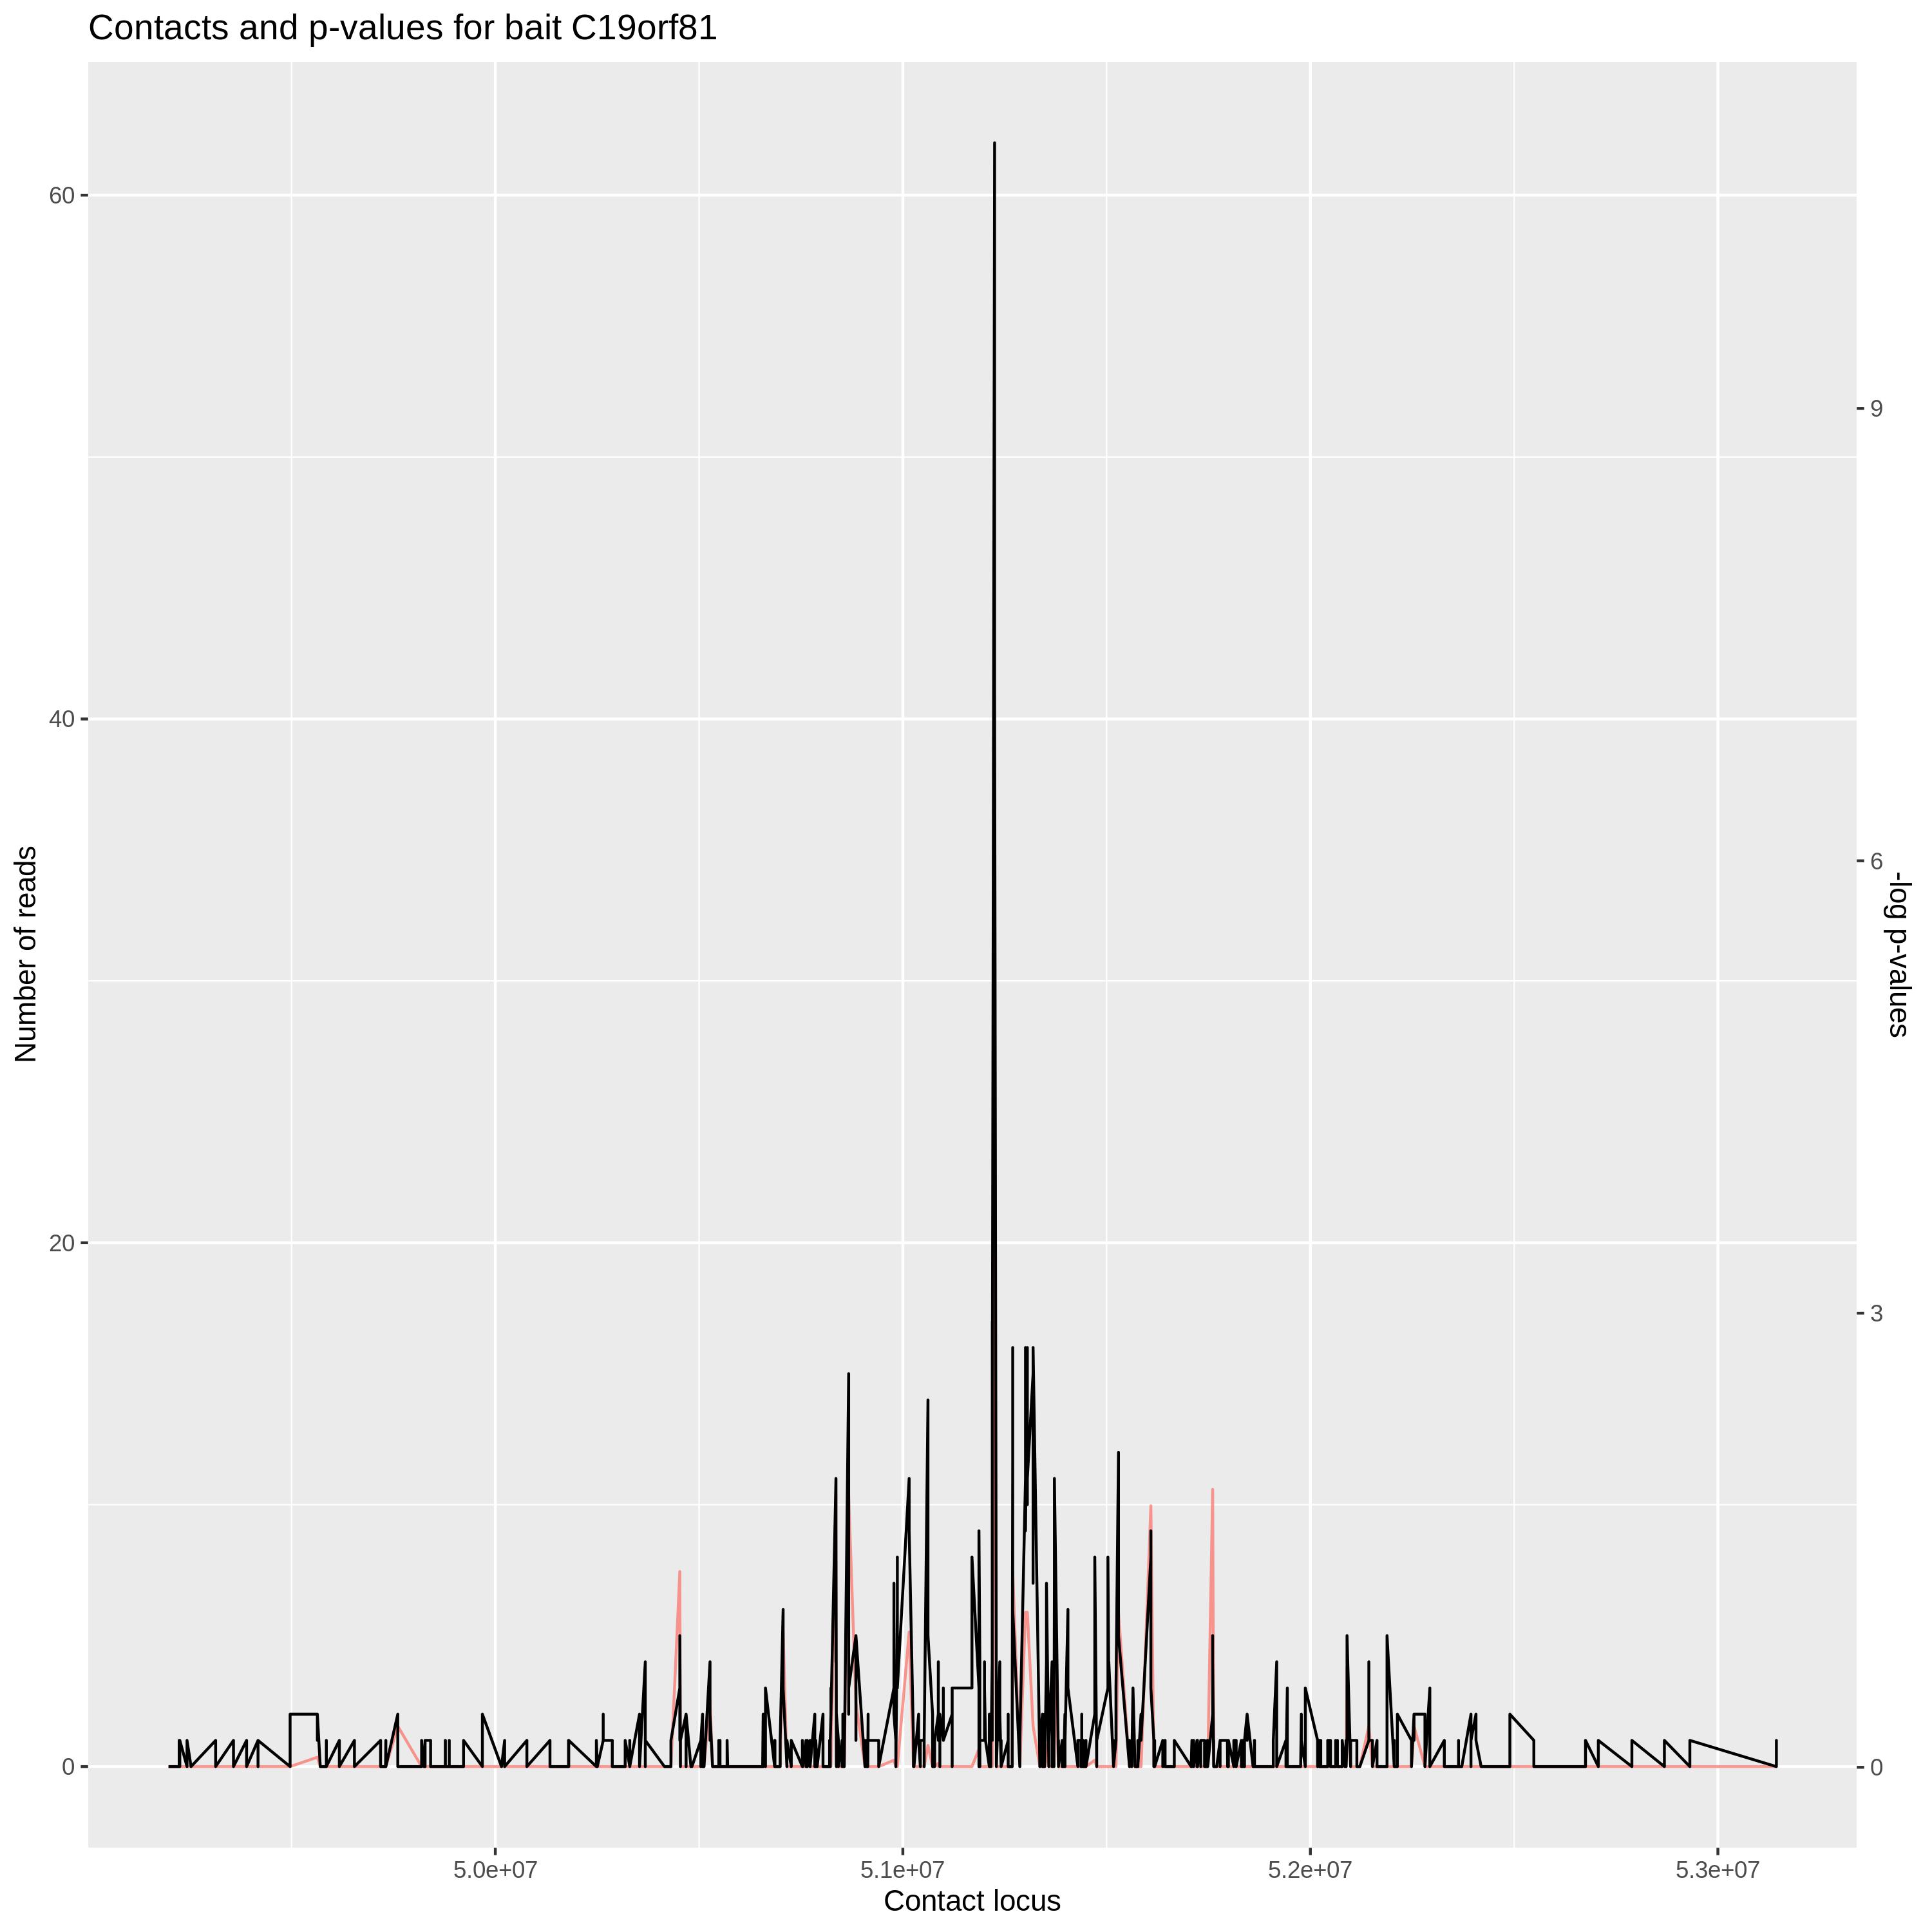 Contacts and p-values for bait C19orf81
60
40
20
0
9
6
3
0
Number of reads
-log p-values
5.0e+07
5.1e+07
5.2e+07
5.3e+07
Contact locus